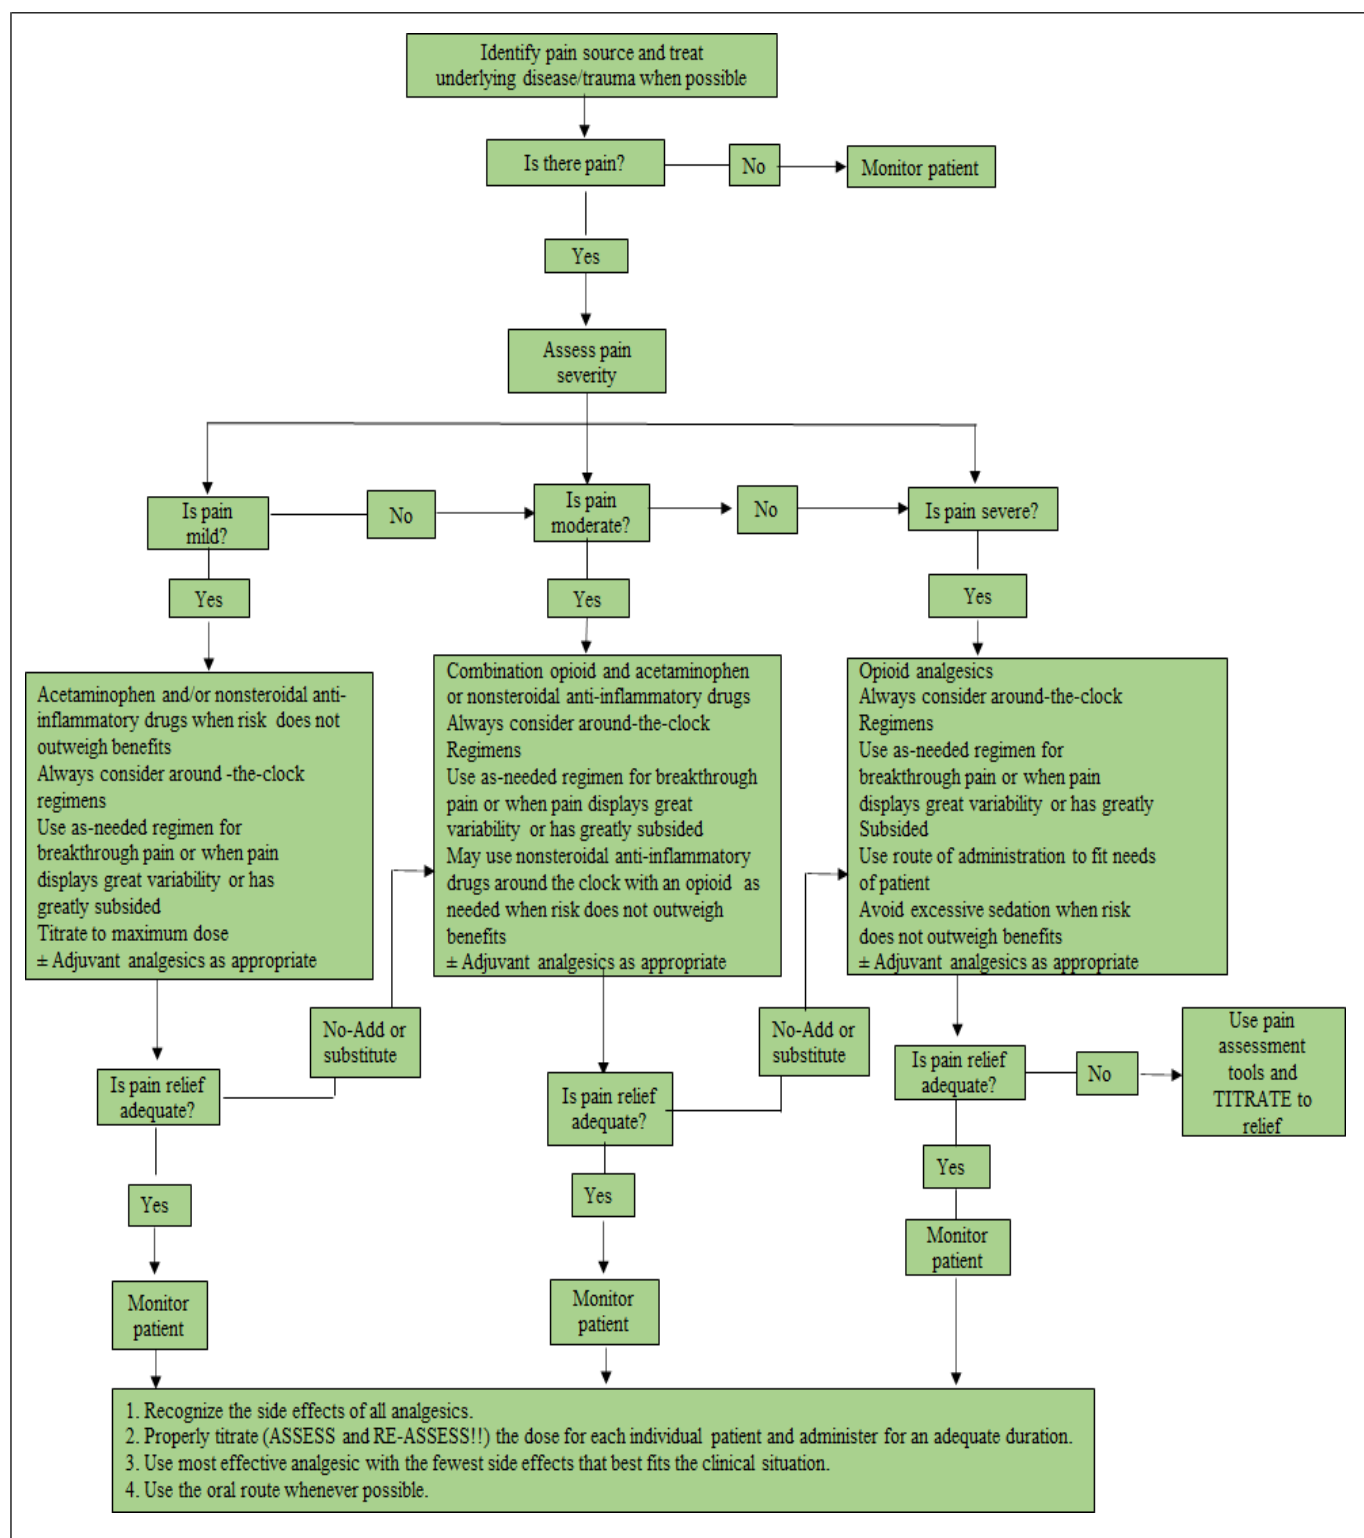 Identify pain source and treat
underlying disease/trauma when possible
Is there pain?
No
Monitor patient
Yes
Assess pain
severity
Is pain
mild?
No
Is pain
moderate?
No
Is pain severe?
Yes
Yes
Yes
Acetaminophen and/or nonsteroidal anti-
inflammatory drugs when risk does not
outweigh benefits
Always consider around -the-clock
regimens
Use as-needed regimen for
breakthrough pain or when pain
displays great variability or has
greatly subsided
Titrate to maximum dose
± Adjuvant analgesics as appropriate
Combination opioid and acetaminophen
or nonsteroidal anti-inflammatory drugs
Always consider around-the-clock
Regimens
Use as-needed regimen for breakthrough
pain or when pain displays great
variability or has greatly subsided
May use nonsteroidal anti-inflammatory
drugs around the clock with an opioid as
needed when risk does not outweigh
benefits
± Adjuvant analgesics as appropriate
Opioid analgesics
Always consider around-the-clock
Regimens
Use as-needed regimen for
breakthrough pain or when pain
displays great variability or has greatly
Subsided
Use route of administration to fit needs
of patient
Avoid excessive sedation when risk
does not outweigh benefits
± Adjuvant analgesics as appropriate
No-Add or
substitute
No-Add or
substitute
Is pain relief
adequate?
Is pain relief
adequate?
Is pain relief
adequate?
No
Use pain
assessment
tools and
TITRATE to
relief
Yes
Yes
Yes
Monitor
patient
Monitor
patient
Monitor
patient
1. Recognize the side effects of all analgesics.
2. Properly titrate (ASSESS and RE-ASSESS!!) the dose for each individual patient and administer for an adequate duration.
3. Use most effective analgesic with the fewest side effects that best fits the clinical situation.
4. Use the oral route whenever possible.